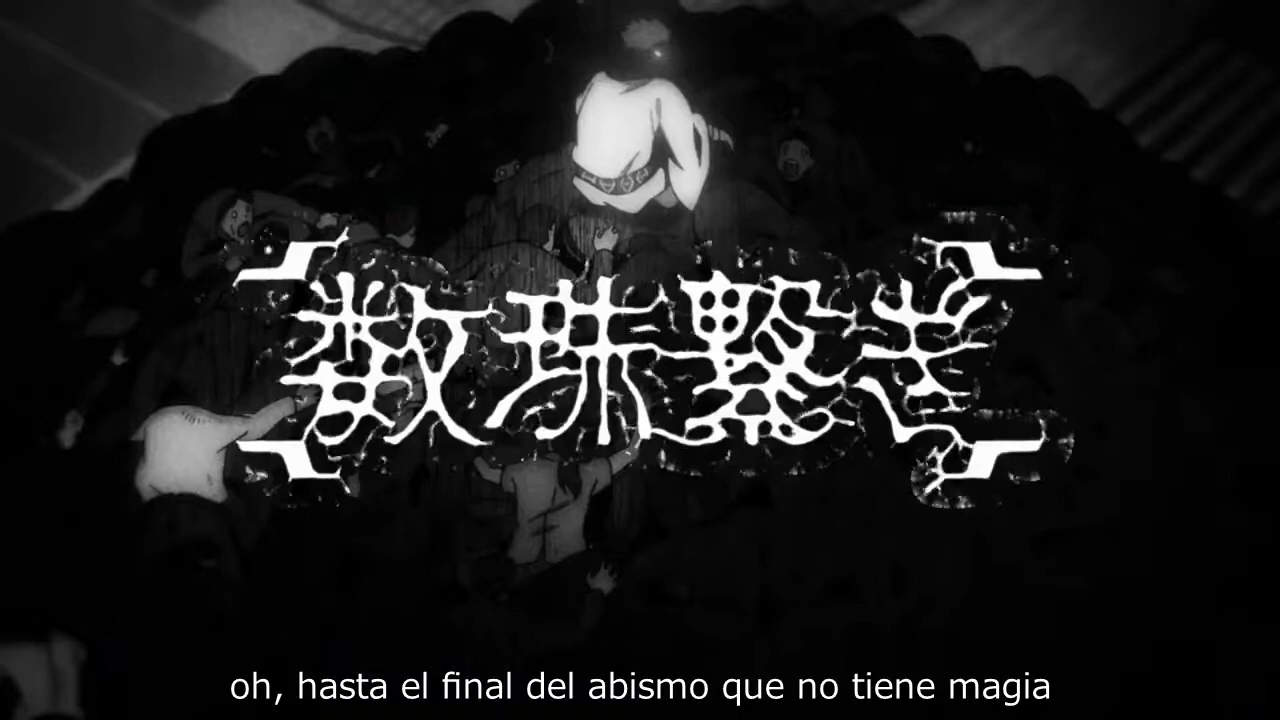 数珠繋ぎ
oh, hasta el final del abismo que no tiene magia